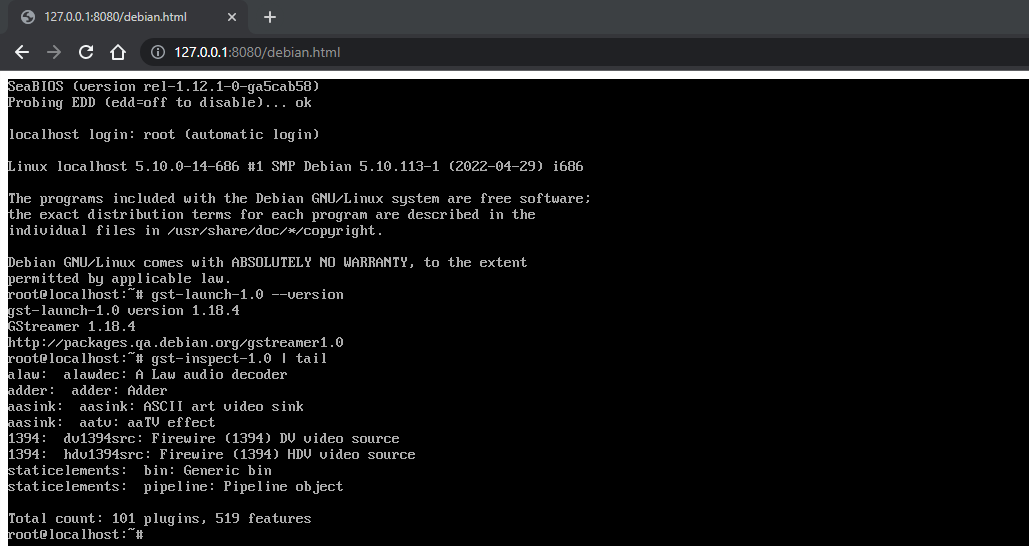 127.0.0.1:8080/debian.html
127.0.0.1:8080/debian.html
SeaBIOS (version rel-1.12.1-0-ga5cab58)
Probing EDD (edd=off to disable)... ok
localhost login: root (automatic login)
Linux localhost 5.10.0-14-686 #1 SMP Debian 5.10.113-1 (2022-04-29) i686
The programs included with the Debian GNU/Linux system are free software;
the exact distribution terms for each program are described in the
individual files in /usr/share/doc/*/copyright.
Debian GNU/Linux comes with ABSOLUTELY NO WARRANTY, to the extent
permitted by applicable law.
root@localhost:~# gst-launch-1.0 --version
gst-launch-1.0 version 1.18.4
GStreamer 1.18.4
http://packages.qa.debian.org/gstreamer1.0
root@localhost:~# gst-inspect-1.0 | tail
alaw:  alawdec: A Law audio decoder
adder:  adder: Adder
aasink:  aasink: ASCII art video sink
aasink:  aatv: aaTV effect
1394:  dv1394src: Firewire (1394) DV video source
1394:  hdv1394src: Firewire (1394) HDV video source
staticelements:  bin: Generic bin
staticelements:  pipeline: Pipeline object
Total count: 101 plugins, 519 features
root@localhost:~#